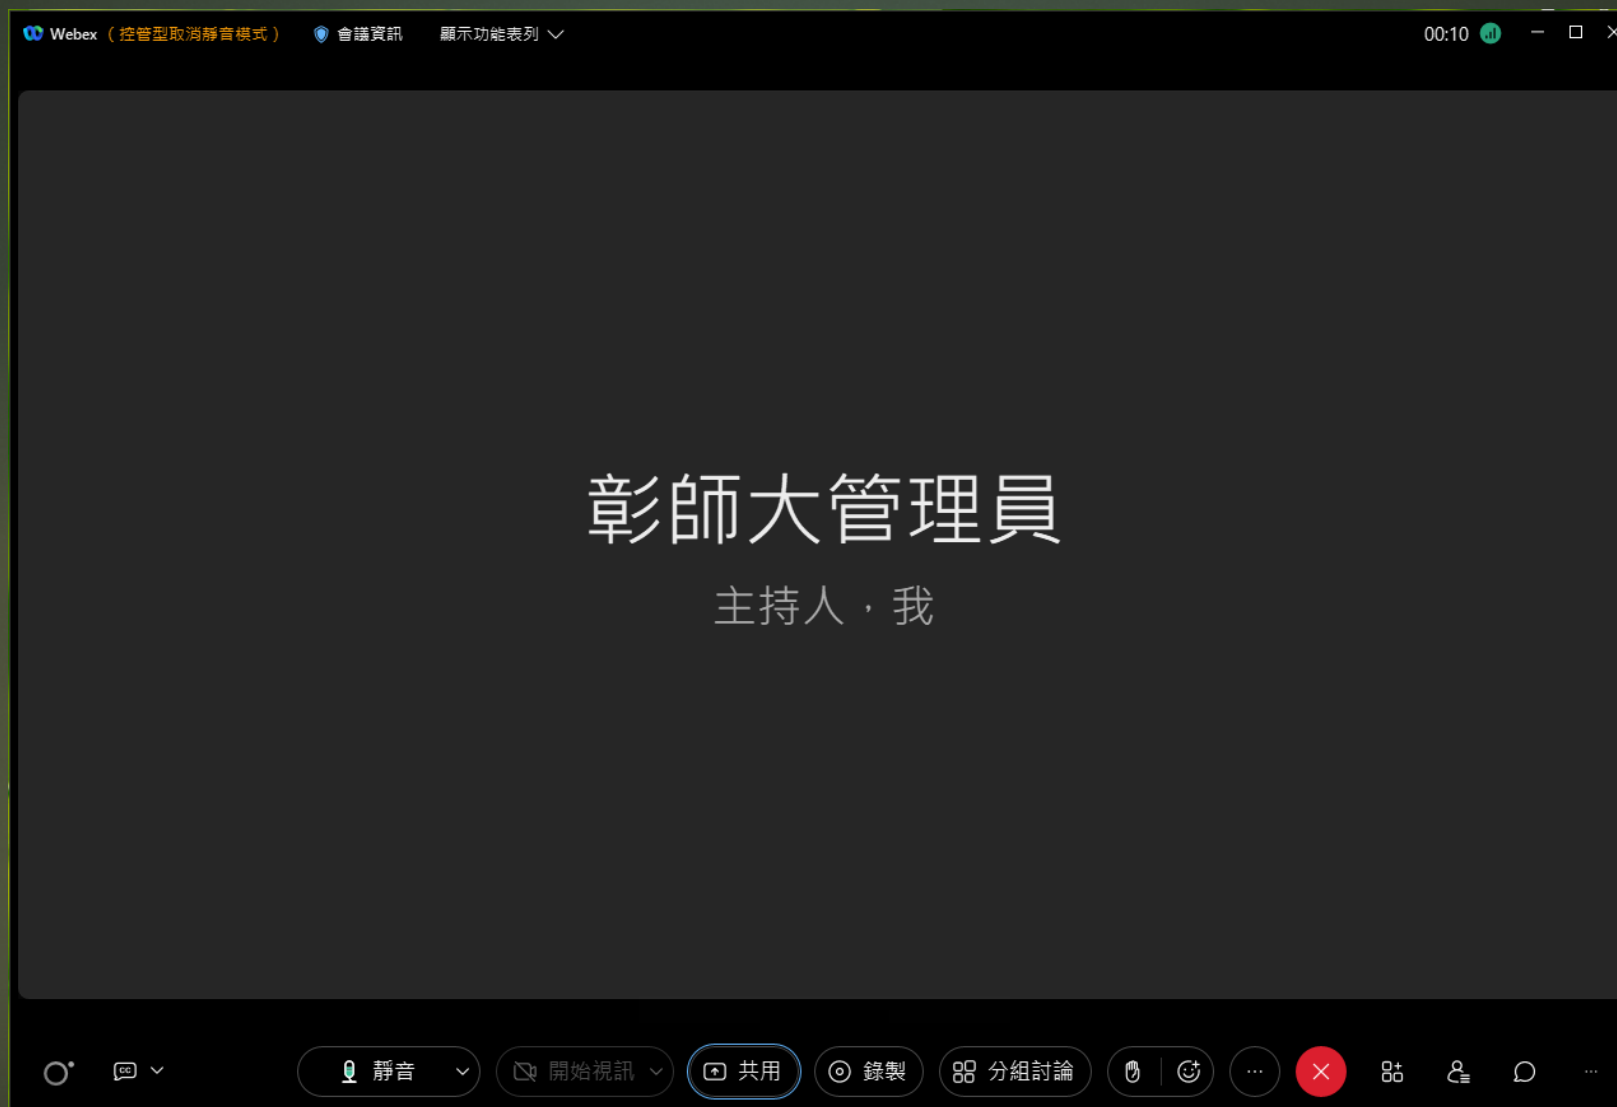 Webex （控管型取消靜音模式） 會議資訊 顯示功能表列 00:10
彰師大管理員
主持人，我
CC 靜音 開始視訊 共用 錄製 分組討論